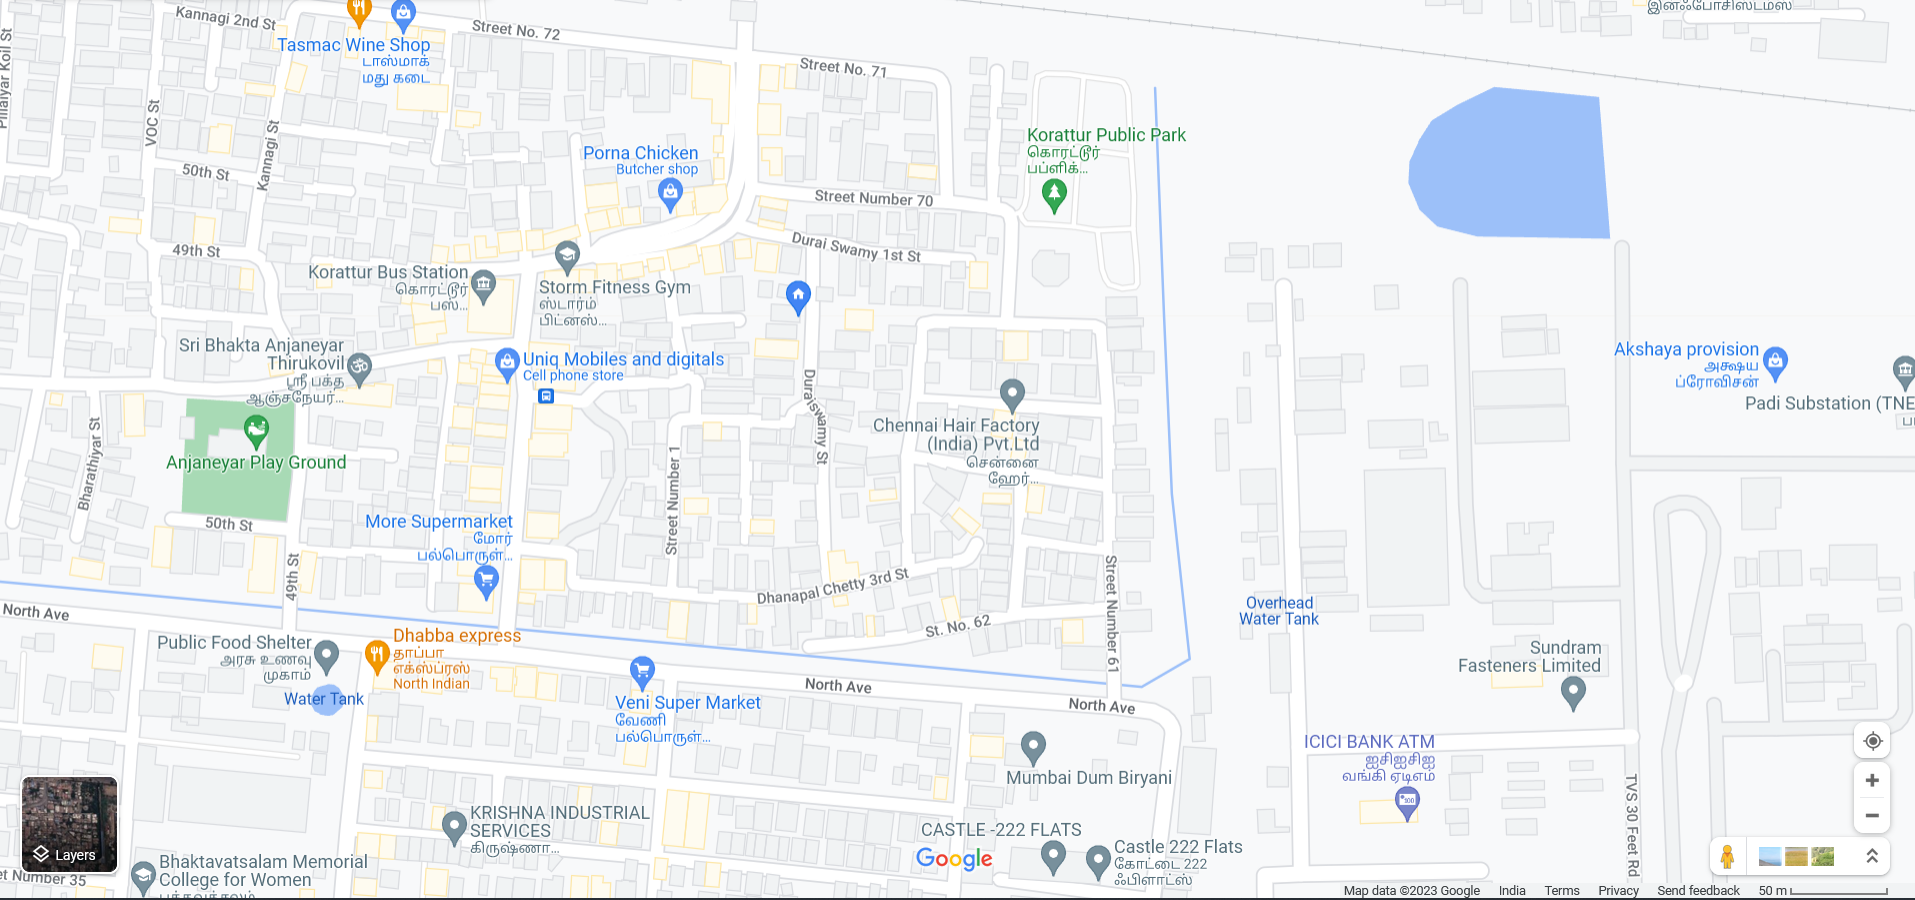 இன்ஃபோசிஸ்டம்ஸ்
Kannagi 2nd St
Street No. 72
Tasmac Wine Shop
டாஸ்மாக்
மது கடை
Pillaiyar Koil St
Street No. 71
VOC St
Kannagi St
Korattur Public Park
கொரட்டூர்
பப்ளிக்...
Porna Chicken
Butcher shop
50th St
Street Number 70
49th St
Durai Swamy 1st St
Korattur Bus Station
கொரட்டூர்
பஸ்...
Storm Fitness Gym
ஸ்டார்ம்
பிட்னஸ்...
Sri Bhakta Anjaneyar
Thirukovil
ஸ்ரீ பக்த
ஆஞ்சநேயர்...
Uniq Mobiles and digitals
Cell phone store
Akshaya provision
அக்ஷய
ப்ரோவிசன்
Padi Substation (TNE
Duraiswamy St
Chennai Hair Factory
(India) Pvt.Ltd
சென்னை
ஹேர்...
Bharathiyar St
Anjaneyar Play Ground
Street Number 1
50th St
More Supermarket
மோர்
பல்பொருள்...
49th St
Dhanapal Chetty 3rd St
Street Number 61
Overhead
Water Tank
North Ave
St. No. 62
Public Food Shelter
அரசு உணவு
முகாம்
Dhabba express
தாப்பா
எக்ஸ்ப்ரஸ்
North Indian
Sundram
Fasteners Limited
Water Tank
Veni Super Market
வேணி
பல்பொருள்...
North Ave
North Ave
ICICI BANK ATM
ஐசிஐசிஐ
வங்கி ஏடிஎம்
Mumbai Dum Biryani
TVS 30 Feet Rd
KRISHNA INDUSTRIAL
SERVICES
கிருஷ்ணா...
CASTLE -222 FLATS
Castle 222 Flats
கோட்டை 222
ஃபிளாட்ஸ்
Google
Layers
Bhaktavatsalam Memorial
College for Women
பக்தவத்சலம்
et Number 35
Map data ©2023 Google
India
Terms
Privacy
Send feedback
50 m